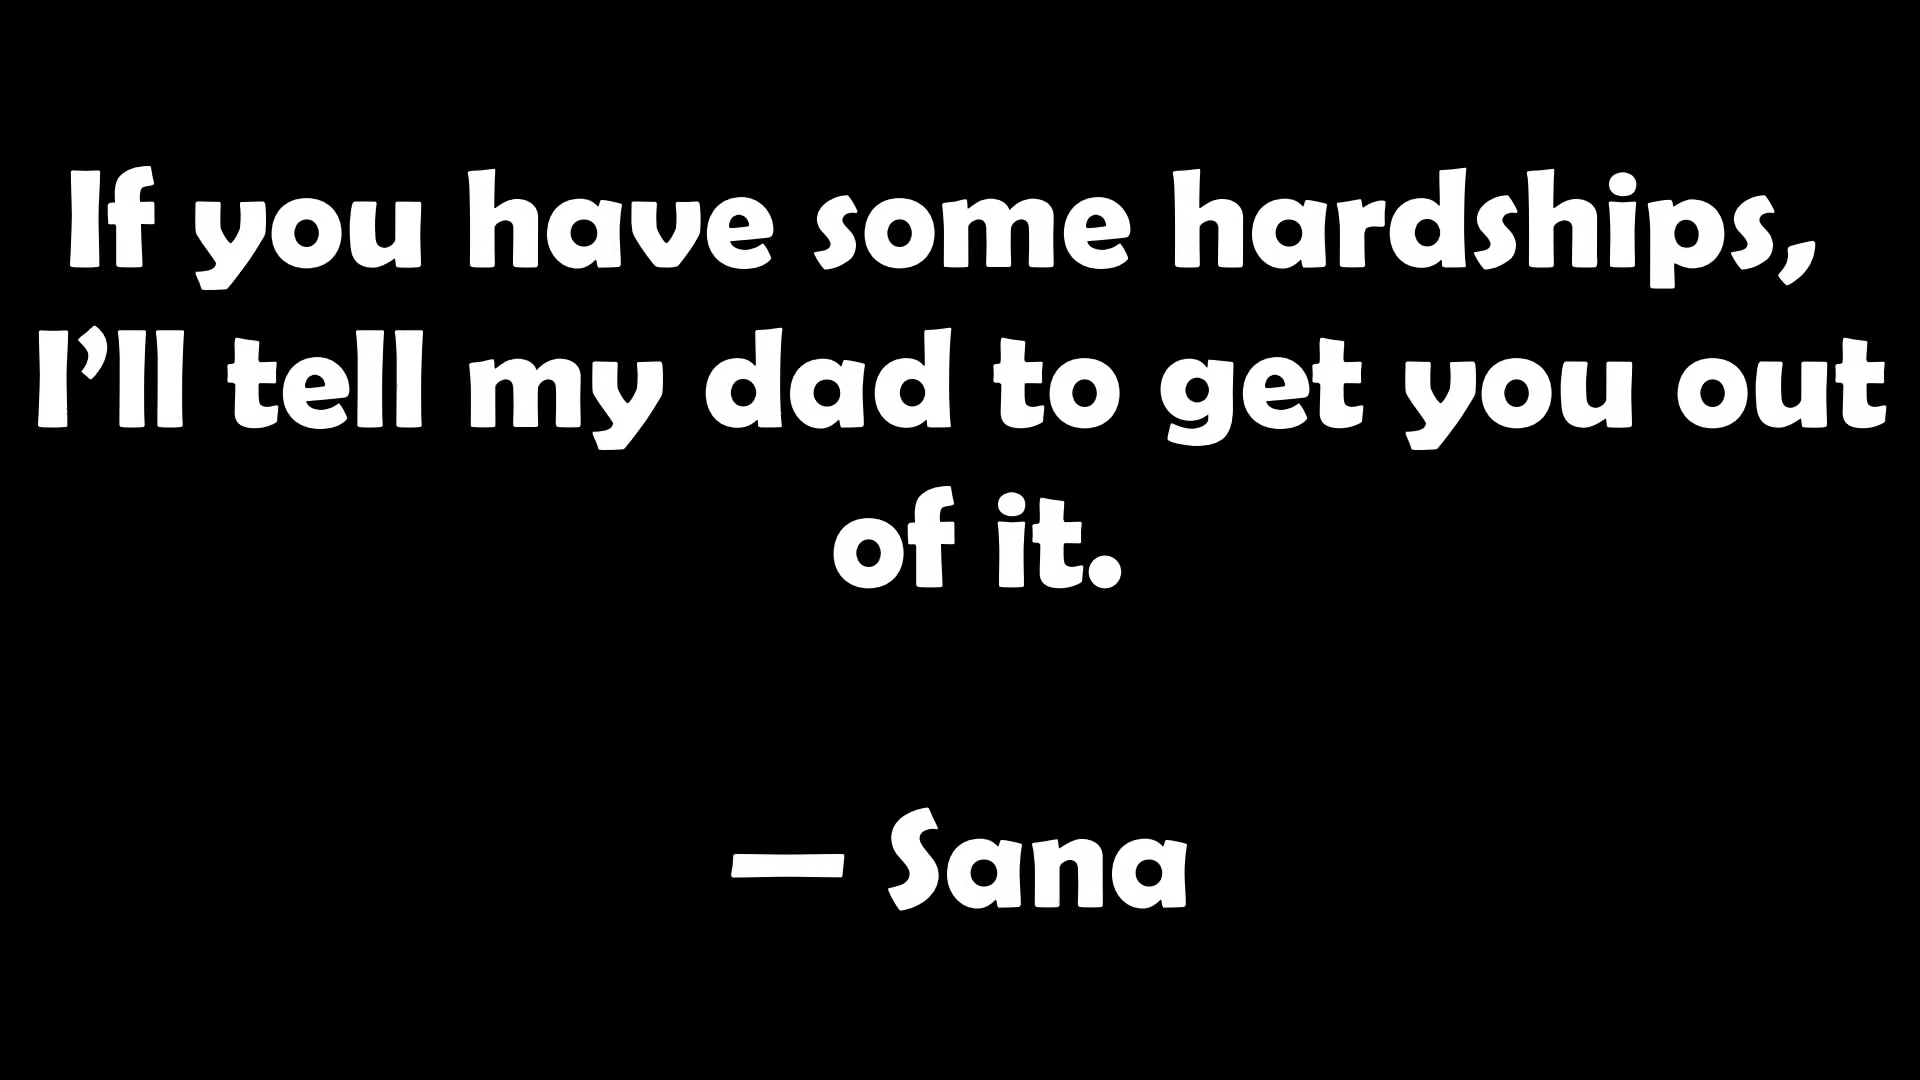 If you have some hardships,
I’ll tell my dad to get you out
of it.
— Sana